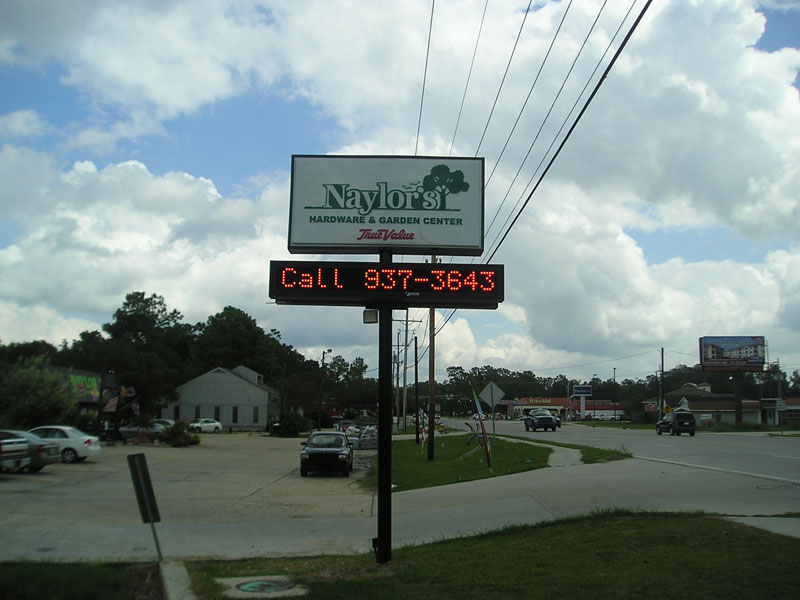 Naylor's
HARDWARE & GARDEN CENTER
True Value
Call 937-3643